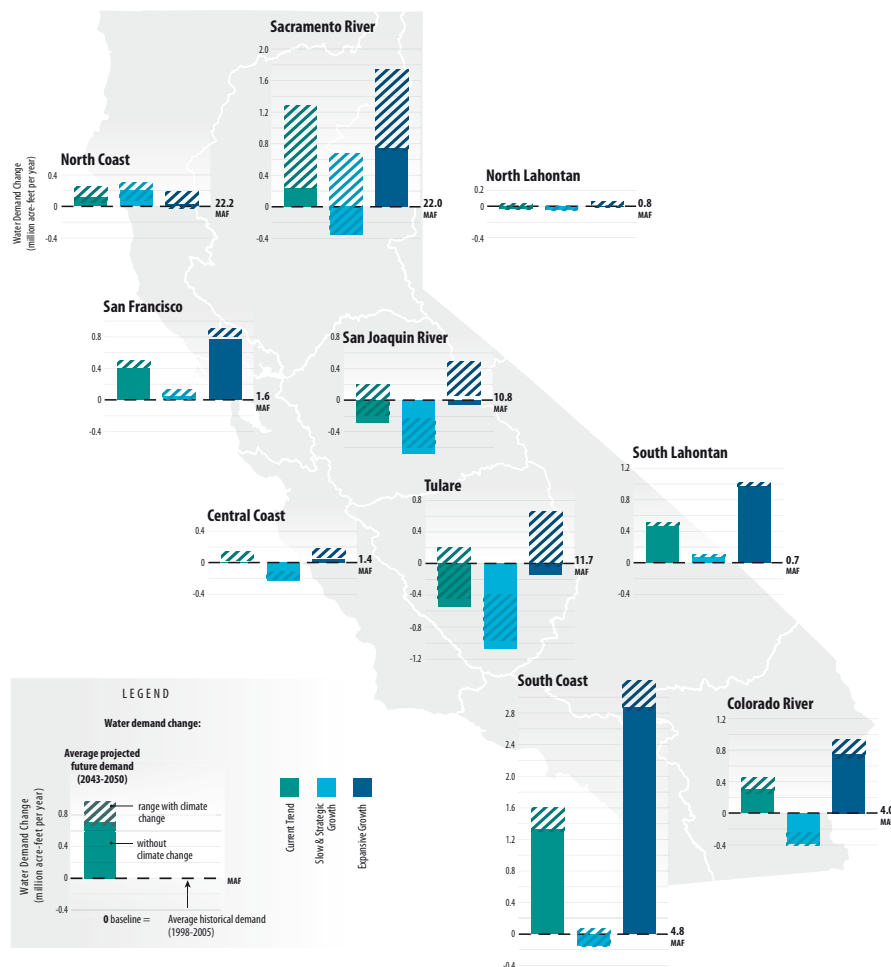 Sacramento River
2.0
1.6
1.2
0.8
0.4
0
-0.4
22.0
MAF
North Coast
Water Demand Change
(million acre-feet per year)
0.4
0
-0.4
22.2
MAF
North Lahontan
0.2
0
-0.4
0.8
MAF
San Francisco
0.8
0.4
0
-0.4
1.6
MAF
San Joaquin River
0.8
0.4
0
-0.4
10.8
MAF
South Lahontan
1.2
0.8
0.4
0
-0.4
0.7
MAF
Central Coast
0.4
0
-0.4
1.4
MAF
Tulare
0.8
0.4
0
-0.4
-0.8
-1.2
11.7
MAF
South Coast
2.8
2.4
2.0
1.6
1.2
0.8
0.4
0
-0.4
4.8
MAF
Colorado River
1.2
0.8
0.4
0
-0.4
4.0
MAF
LEGEND
Water demand change:
Average projected
future demand
(2043-2050)
Water Demand Change
(million acre-feet per year)
0.8
0.4
0
-0.4
range with climate
change
without
climate change
MAF
0 baseline = Average historical demand
(1998-2005)
Current Trend
Slow & Strategic
Growth
Expansive Growth